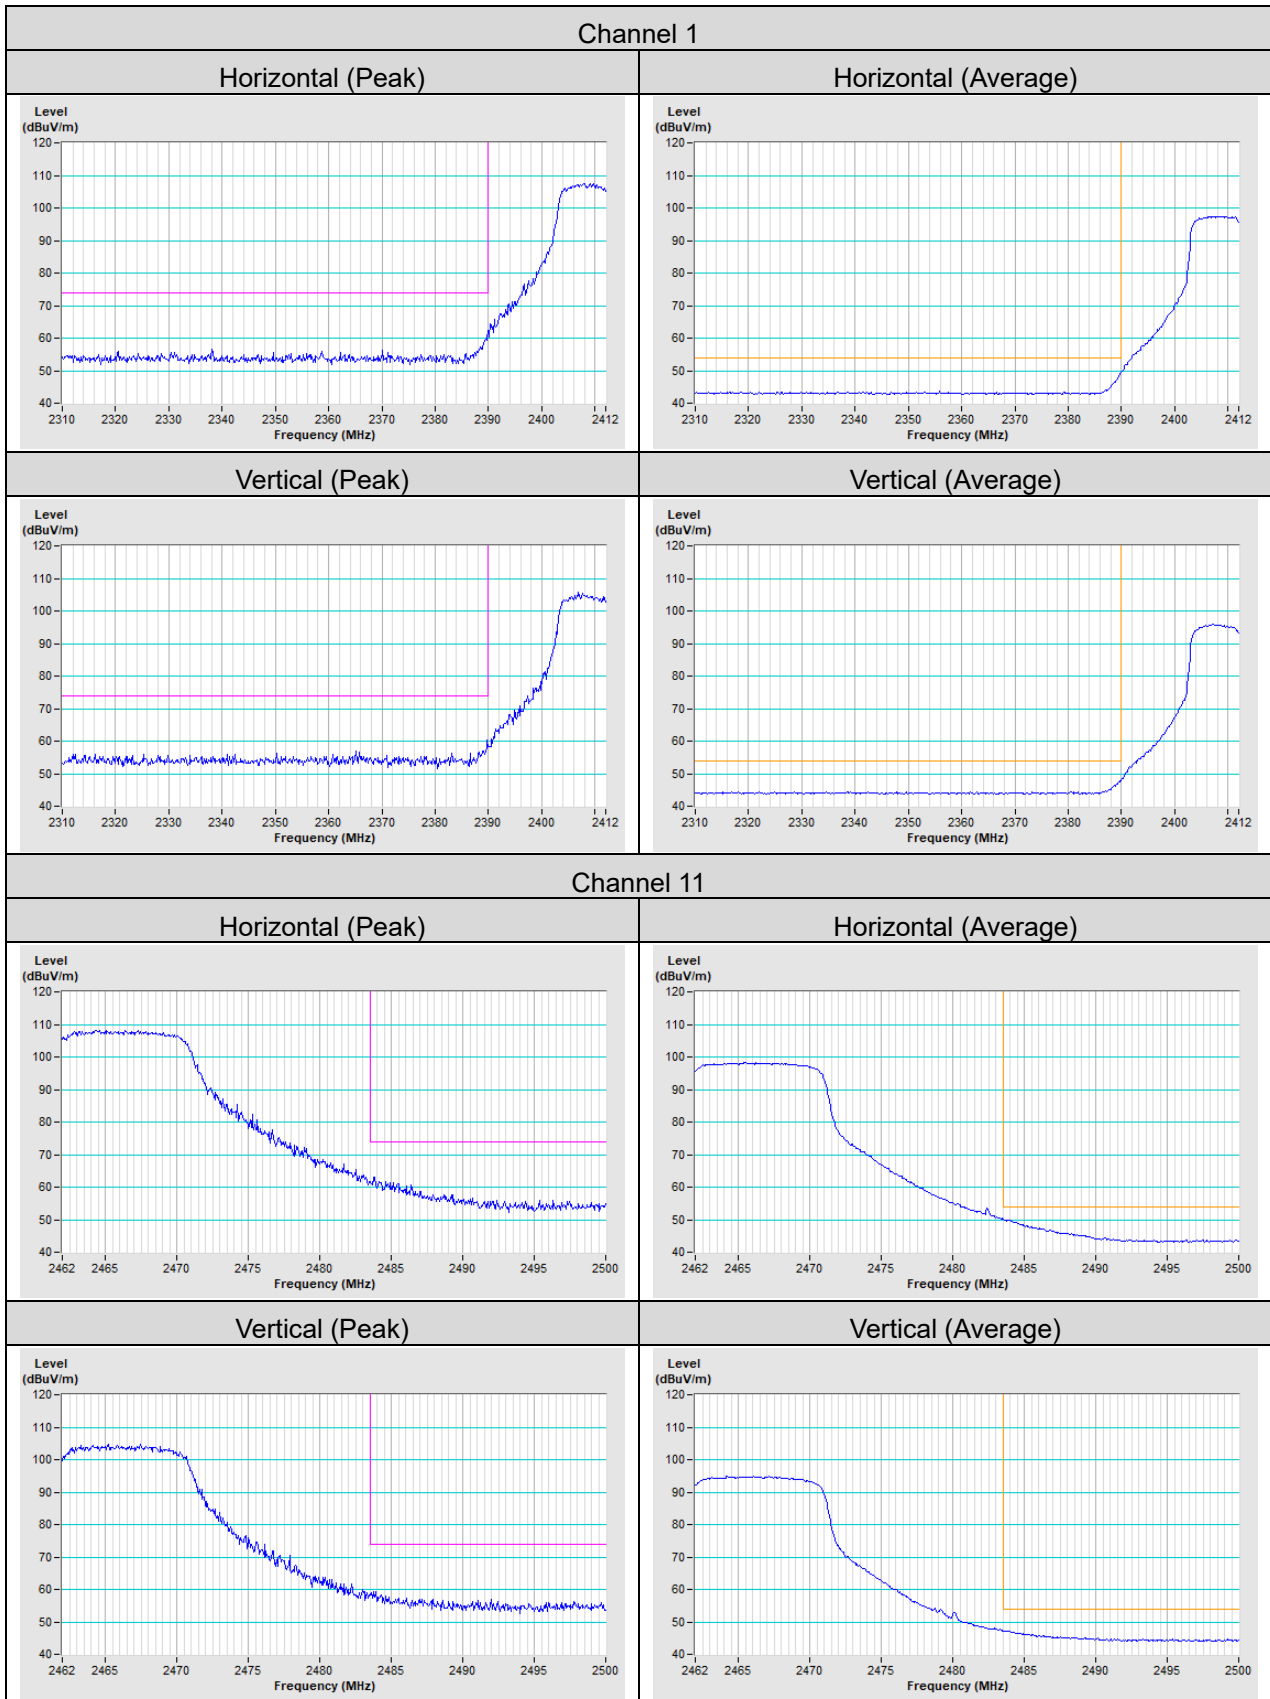 Channel 1
Horizontal (Peak)
Horizontal (Average)
Level
(dBuV/m)
120
110
100
90
80
70
60
50
40
2310 2320 2330 2340 2350 2360 2370 2380 2390 2400 2412
Frequency (MHz)
Level
(dBuV/m)
120
110
100
90
80
70
60
50
40
2310 2320 2330 2340 2350 2360 2370 2380 2390 2400 2412
Frequency (MHz)
Vertical (Peak)
Vertical (Average)
Level
(dBuV/m)
120
110
100
90
80
70
60
50
40
2310 2320 2330 2340 2350 2360 2370 2380 2390 2400 2412
Frequency (MHz)
Level
(dBuV/m)
120
110
100
90
80
70
60
50
40
2310 2320 2330 2340 2350 2360 2370 2380 2390 2400 2412
Frequency (MHz)
Channel 11
Horizontal (Peak)
Horizontal (Average)
Level
(dBuV/m)
120
110
100
90
80
70
60
50
40
2462 2465 2470 2475 2480 2485 2490 2495 2500
Frequency (MHz)
Level
(dBuV/m)
120
110
100
90
80
70
60
50
40
2462 2465 2470 2475 2480 2485 2490 2495 2500
Frequency (MHz)
Vertical (Peak)
Vertical (Average)
Level
(dBuV/m)
120
110
100
90
80
70
60
50
40
2462 2465 2470 2475 2480 2485 2490 2495 2500
Frequency (MHz)
Level
(dBuV/m)
120
110
100
90
80
70
60
50
40
2462 2465 2470 2475 2480 2485 2490 2495 2500
Frequency (MHz)